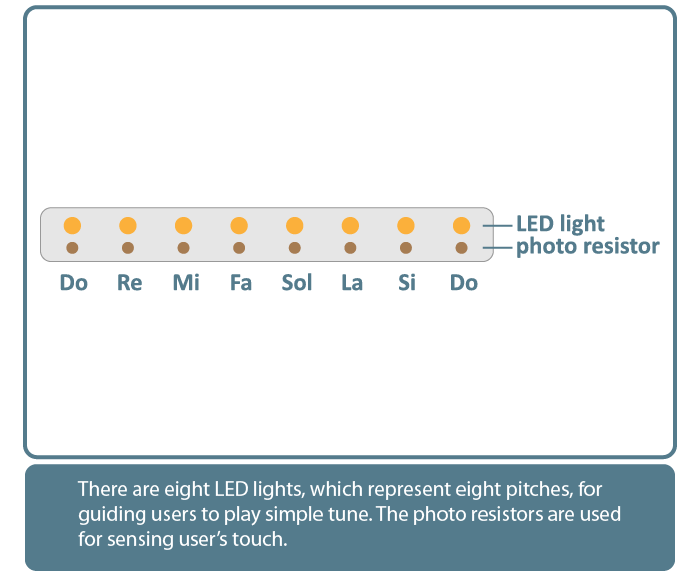 LED light
photo resistor
Do Re Mi Fa Sol La Si Do
There are eight LED lights, which represent eight pitches, for
guiding users to play simple tune. The photo resistors are used
for sensing user's touch.